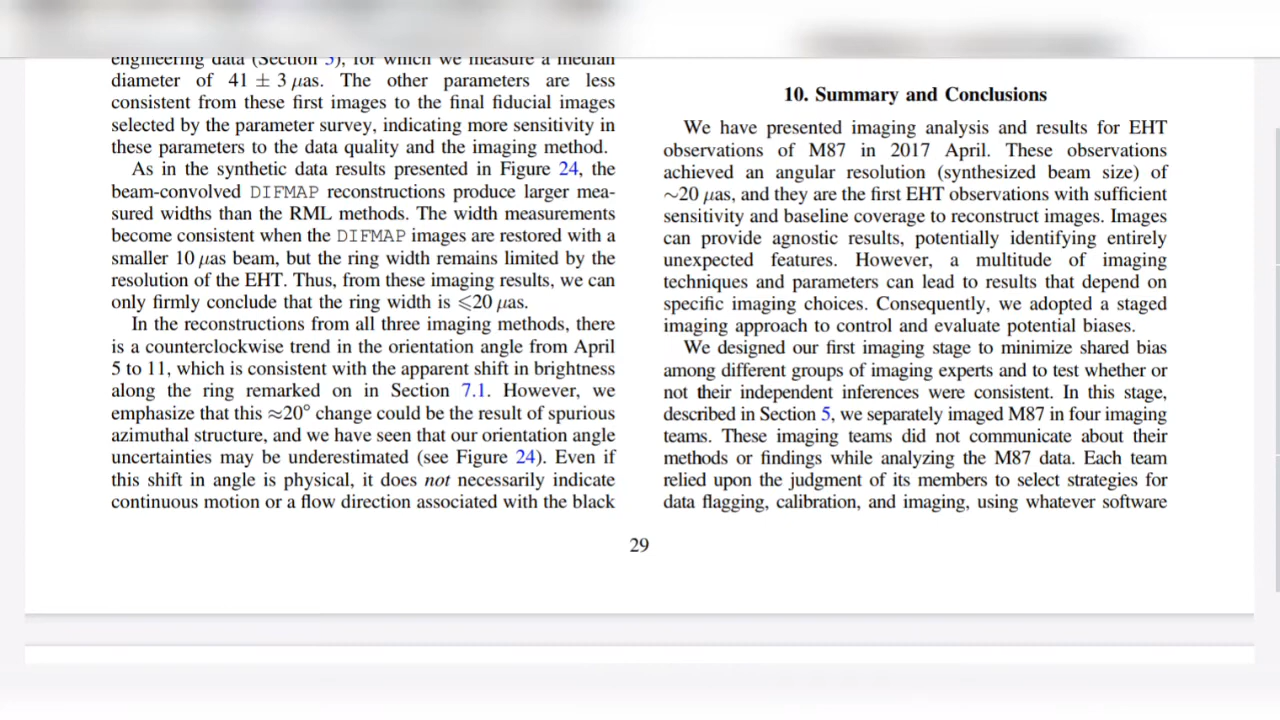 engineering data (Section 5), for which we measure a median
diameter of 41 ± 3 μas. The other parameters are less
consistent from these first images to the final fiducial images
selected by the parameter survey, indicating more sensitivity in
these parameters to the data quality and the imaging method.
As in the synthetic data results presented in Figure 24, the
beam-convolved DIFMAP reconstructions produce larger mea-
sured widths than the RML methods. The width measurements
become consistent when the DIFMAP images are restored with a
smaller 10 μas beam, but the ring width remains limited by the
resolution of the EHT. Thus, from these imaging results, we can
only firmly conclude that the ring width is ⩽20 μas.
In the reconstructions from all three imaging methods, there
is a counterclockwise trend in the orientation angle from April
5 to 11, which is consistent with the apparent shift in brightness
along the ring remarked on in Section 7.1. However, we
emphasize that this ≈20° change could be the result of spurious
azimuthal structure, and we have seen that our orientation angle
uncertainties may be underestimated (see Figure 24). Even if
this shift in angle is physical, it does not necessarily indicate
continuous motion or a flow direction associated with the black
10. Summary and Conclusions
We have presented imaging analysis and results for EHT
observations of M87 in 2017 April. These observations
achieved an angular resolution (synthesized beam size) of
∼20 μas, and they are the first EHT observations with sufficient
sensitivity and baseline coverage to reconstruct images. Images
can provide agnostic results, potentially identifying entirely
unexpected features. However, a multitude of imaging
techniques and parameters can lead to results that depend on
specific imaging choices. Consequently, we adopted a staged
imaging approach to control and evaluate potential biases.
We designed our first imaging stage to minimize shared bias
among different groups of imaging experts and to test whether or
not their independent inferences were consistent. In this stage,
described in Section 5, we separately imaged M87 in four imaging
teams. These imaging teams did not communicate about their
methods or findings while analyzing the M87 data. Each team
relied upon the judgment of its members to select strategies for
data flagging, calibration, and imaging, using whatever software
29